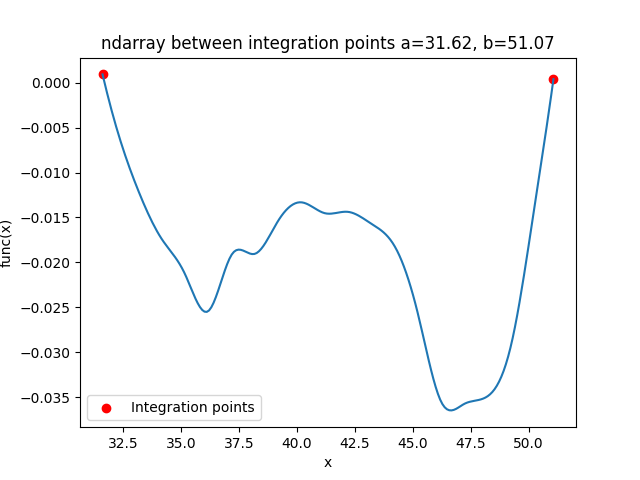 ndarray between integration points a=31.62, b=51.07
0.000
−0.005
−0.010
−0.015
−0.020
−0.025
−0.030
−0.035
func(x)
Integration points
32.5 35.0 37.5 40.0 42.5 45.0 47.5 50.0
x